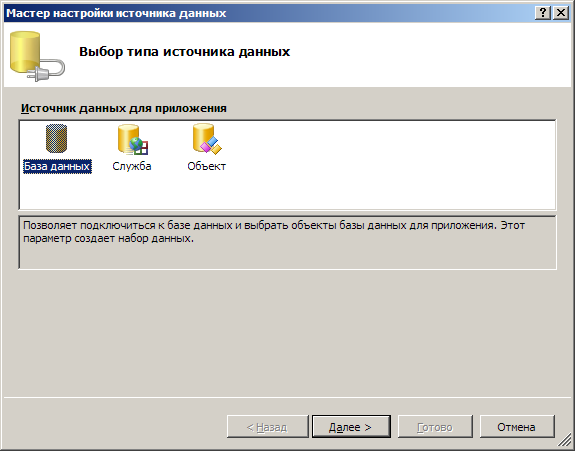 Мастер настройки источника данных
Выбор типа источника данных
Источник данных для приложения
База данных Служба Объект
Позволяет подключиться к базе данных и выбрать объекты базы данных для приложения. Этот
параметр создает набор данных.
< Назад Далее > Готово Отмена